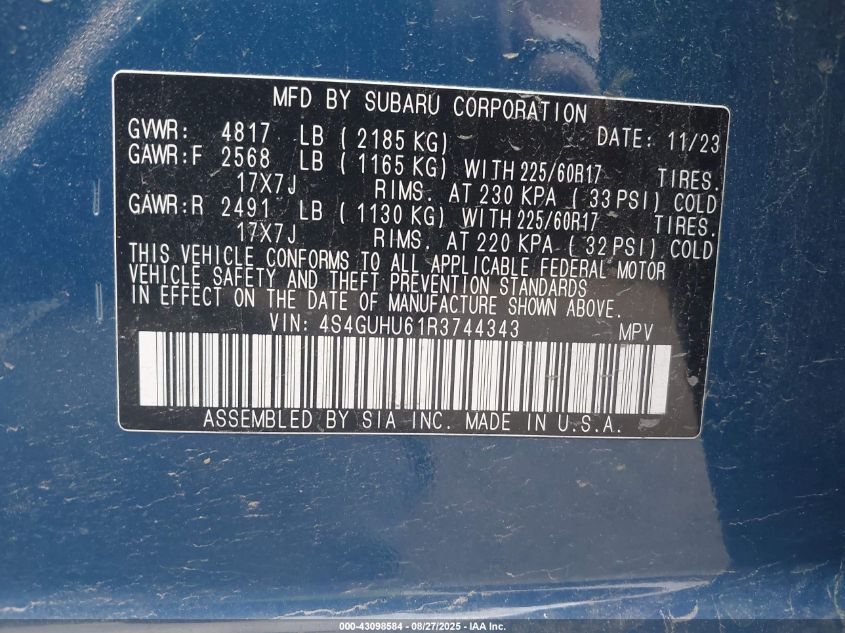 MFD BY SUBARU CORPORATION
GVWR: 4817 LB ( 2185 KG) DATE: 11/23
GAWR:F 2568 LB ( 1165 KG) WITH 225/60R17 TIRES.
17X7J RIMS. AT 230 KPA ( 33 PSI) COLD
GAWR:R 2491 LB ( 1130 KG) WITH 225/60R17 TIRES.
17X7J RIMS. AT 220 KPA ( 32 PSI) COLD
THIS VEHICLE CONFORMS TO ALL APPLICABLE FEDERAL MOTOR
VEHICLE SAFETY AND THEFT PREVENTION STANDARDS
IN EFFECT ON THE DATE OF MANUFACTURE SHOWN ABOVE.
VIN: 4S4GUHU61R3744343 MPV
ASSEMBLED BY SIA INC. MADE IN U.S.A.
000-43098584 - 08/27/2025 - IAA Inc.